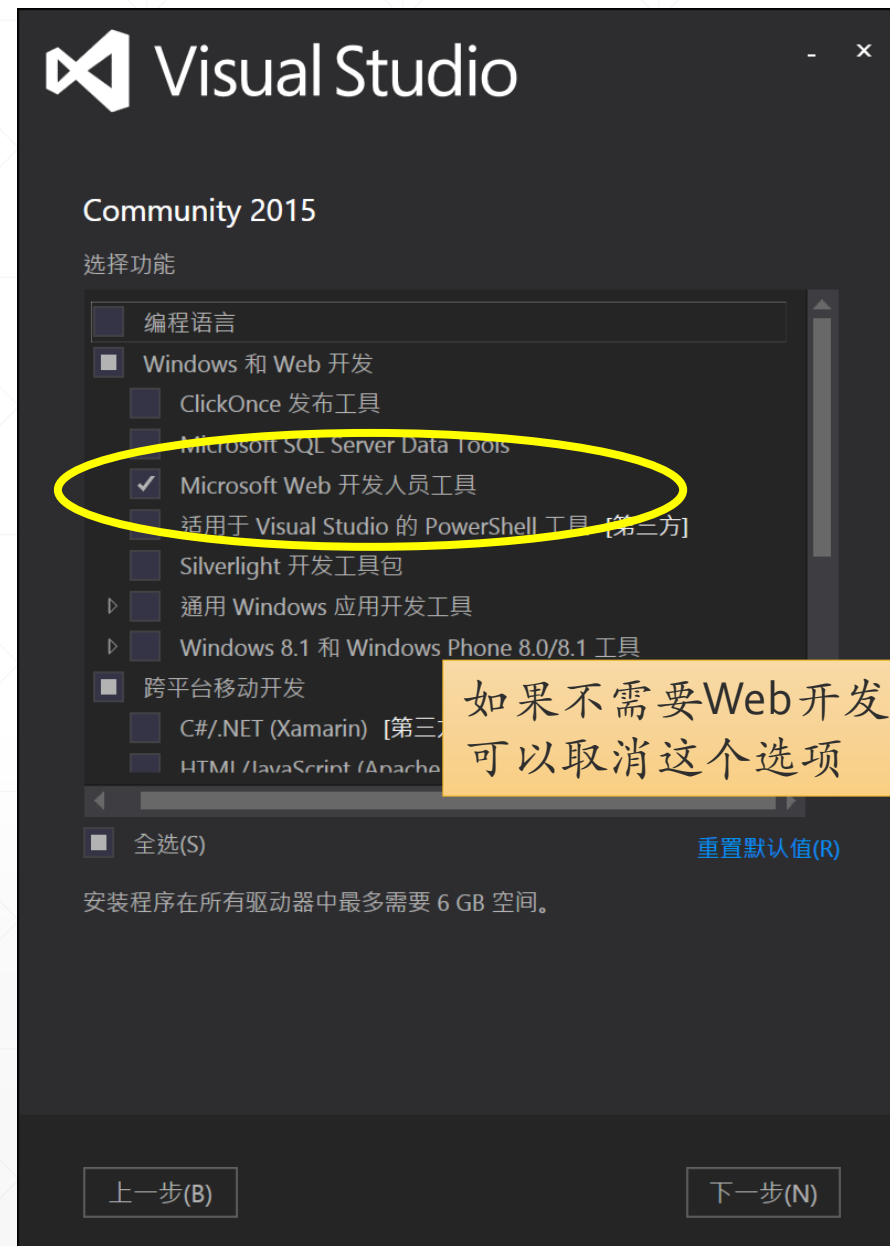 Visual Studio
Community 2015
选择功能
编程语言
Windows 和 Web 开发
ClickOnce 发布工具
Microsoft SQL Server Data Tools
Microsoft Web 开发人员工具
适用于 Visual Studio 的 PowerShell 工具 [第三方]
Silverlight 开发工具包
通用 Windows 应用开发工具
Windows 8.1 和 Windows Phone 8.0/8.1 工具
跨平台移动开发
C#/.NET (Xamarin) [第三
HTML/JavaScript (Apache
如果不需要Web开发
可以取消这个选项
全选(S)
重置默认值(R)
安装程序在所有驱动器中最多需要 6 GB 空间。
上一步(B)
下一步(N)